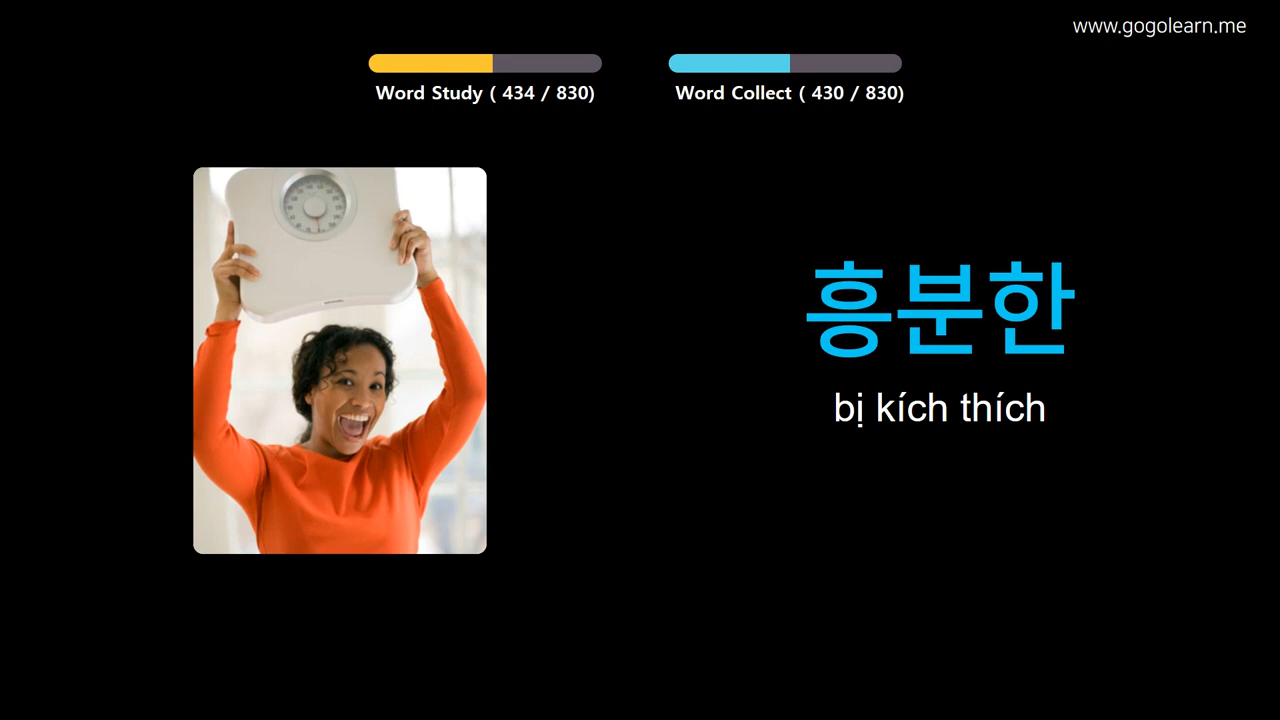 www.gogolearn.me
Word Study ( 434 / 830)
Word Collect ( 430 / 830)
흥분한
bị kích thích